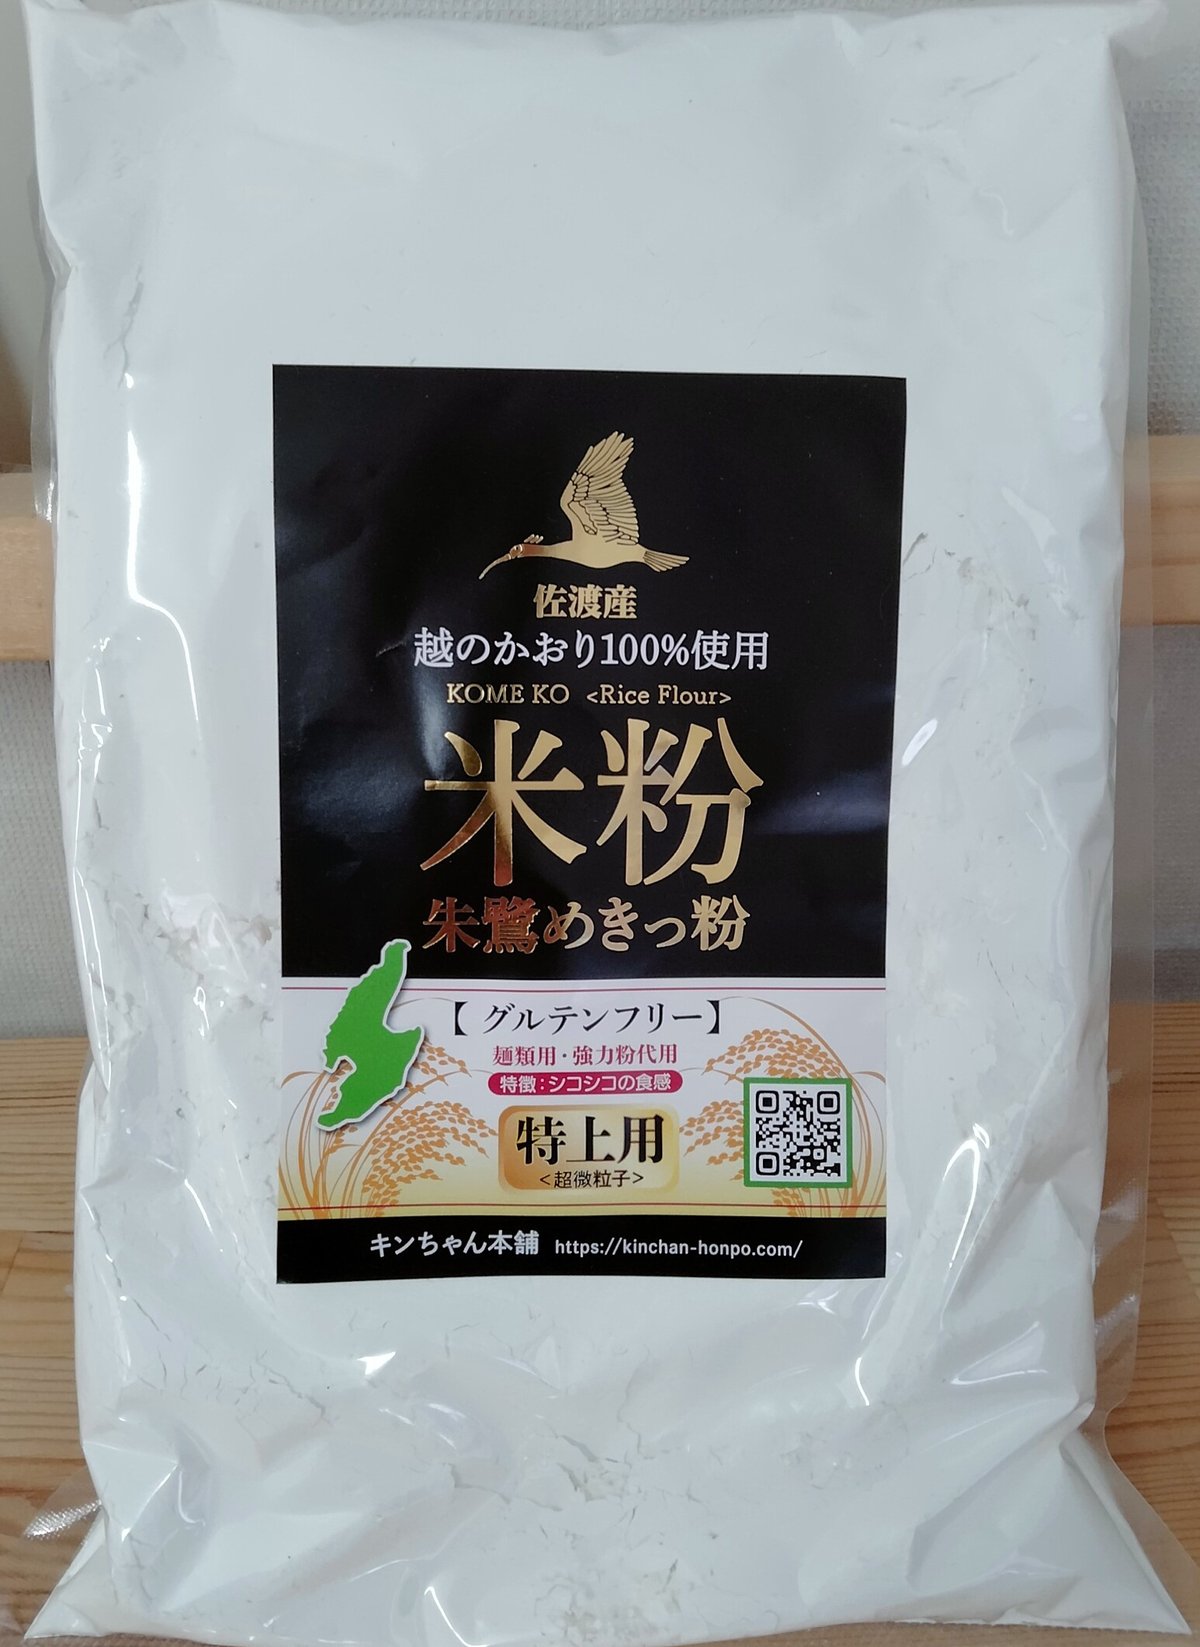 佐渡産
越のかおり100%使用
KOME KO <Rice Flour>
米粉
朱鷺めきっ粉
【グルテンフリー】
麺類用・強力粉代用
特徴：シコシコの食感
特上用
<超微粒子>
キンちゃん本舗 https://kinchan-honpo.com/